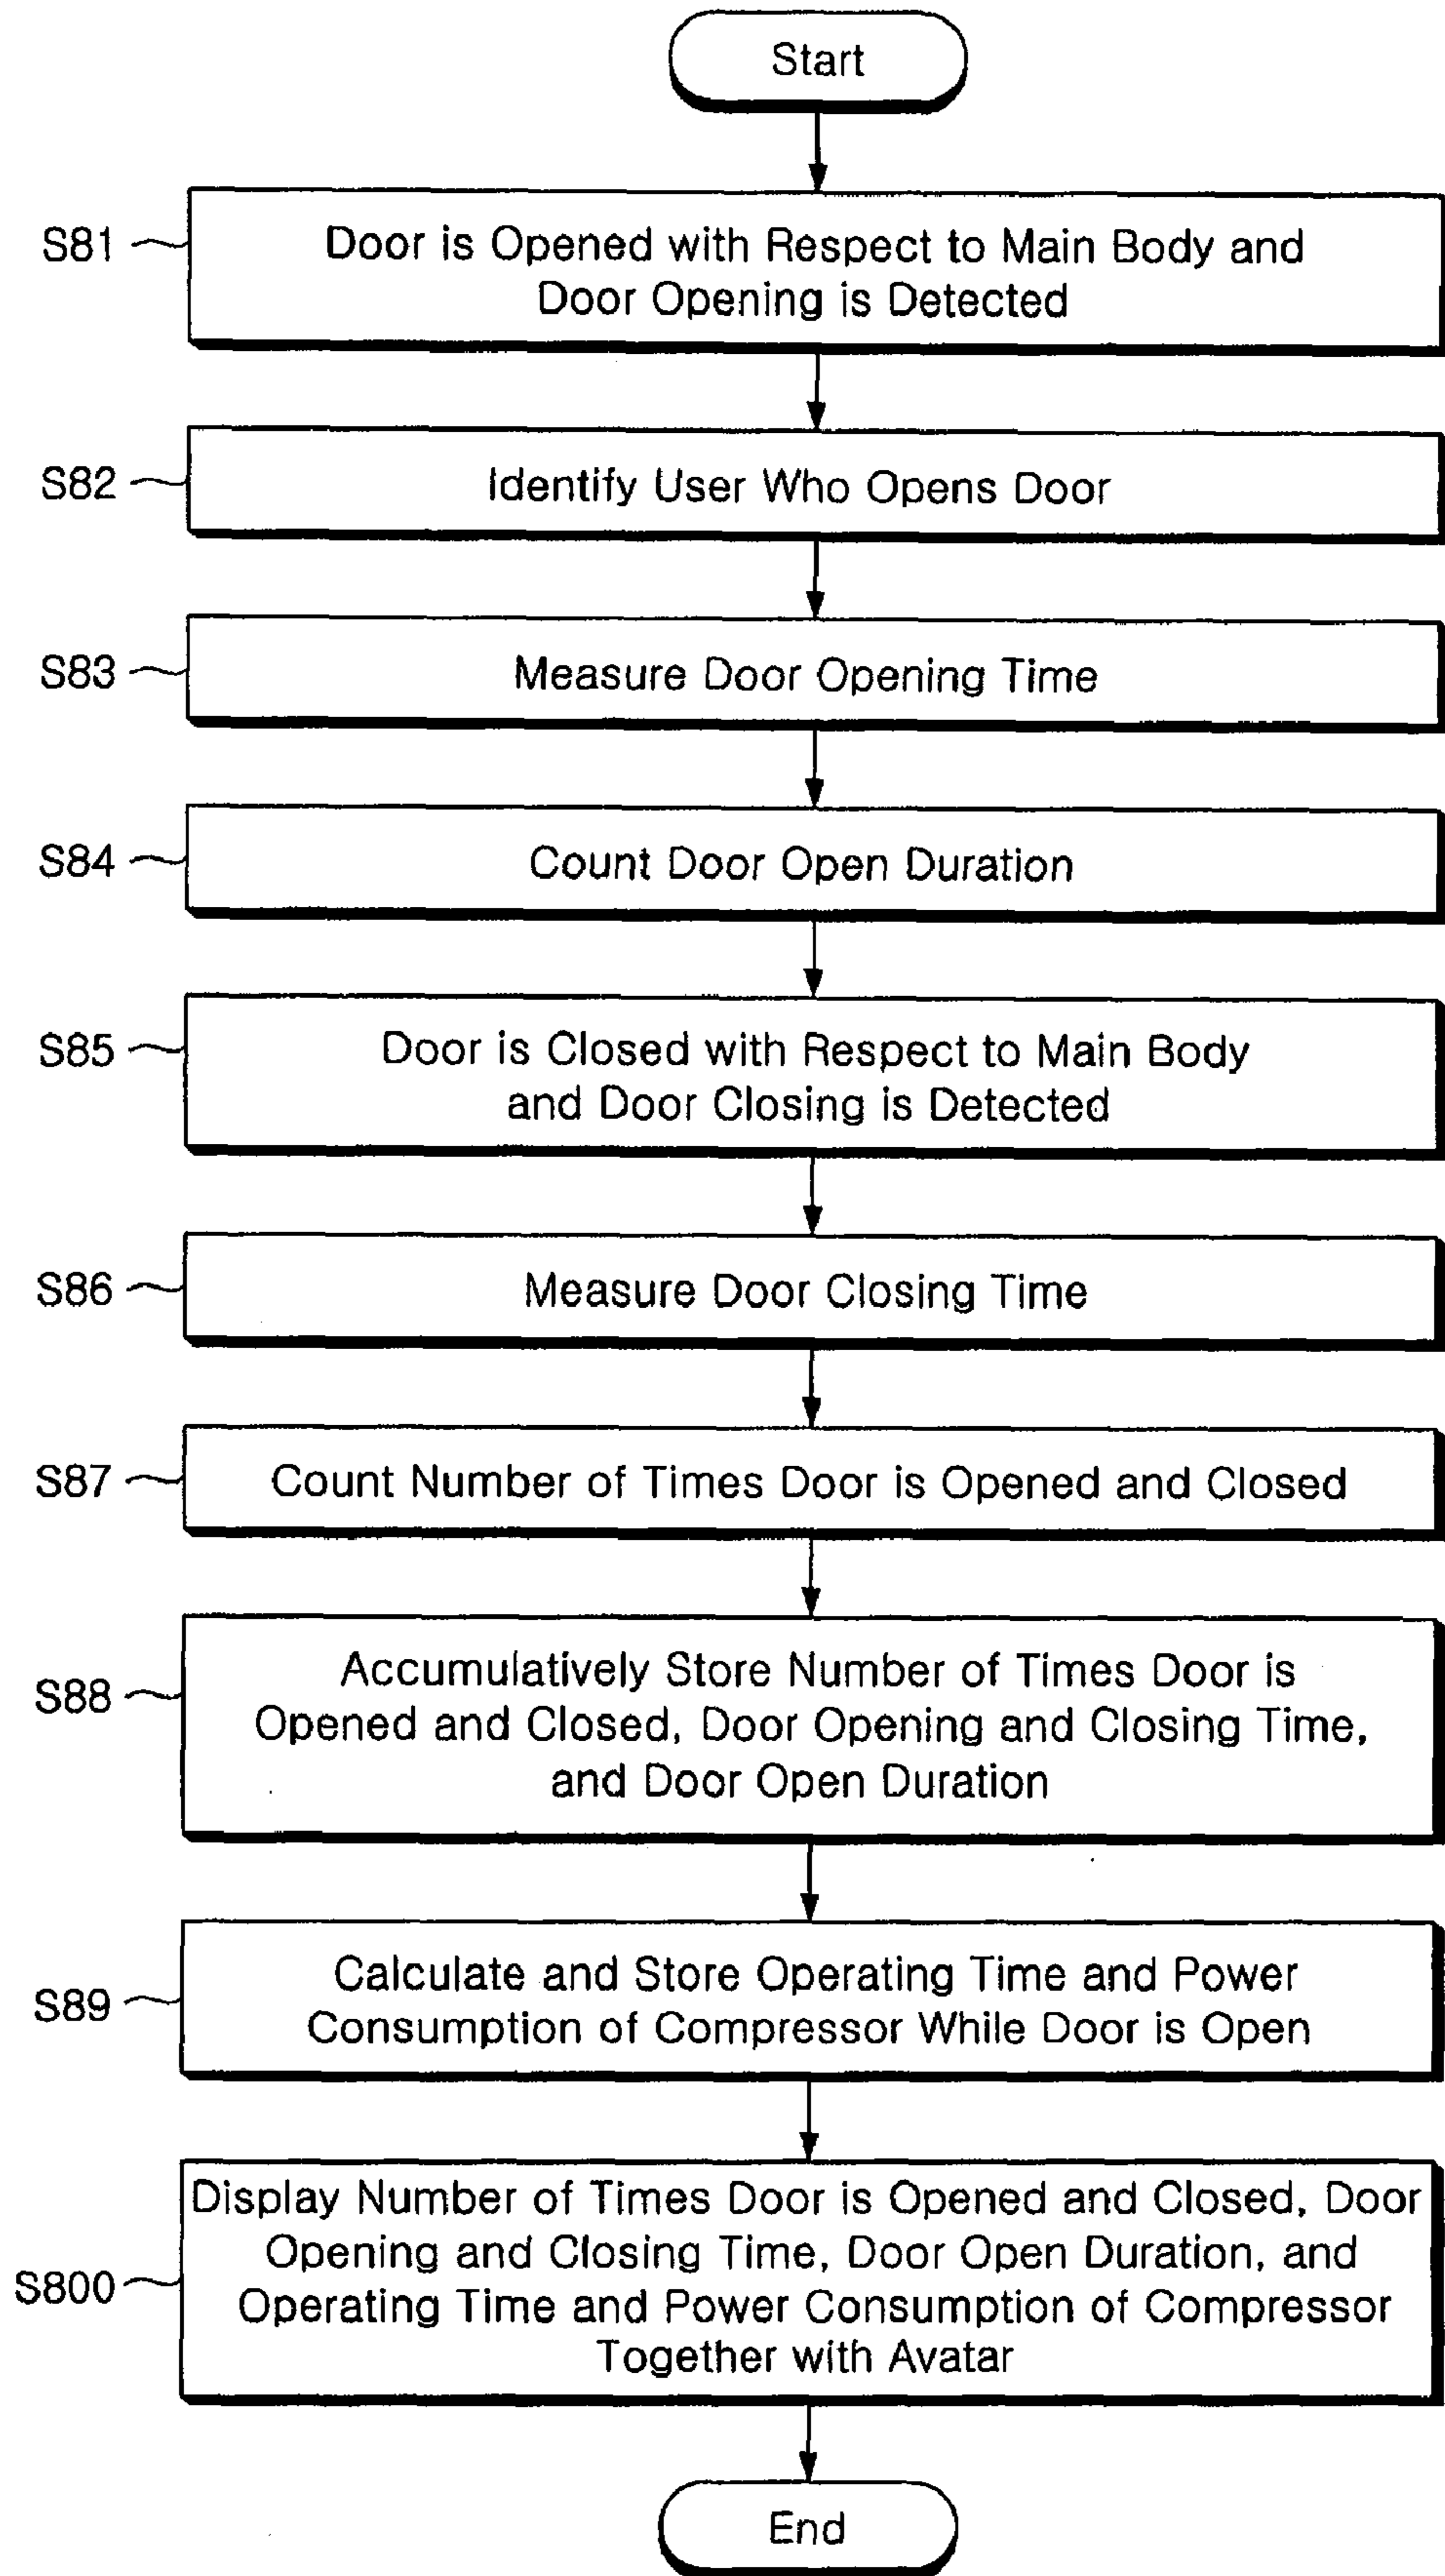 Start
S81
Door is Opened with Respect to Main Body and
Door Opening is Detected
S82
Identify User Who Opens Door
S83
Measure Door Opening Time
S84
Count Door Open Duration
S85
Door is Closed with Respect to Main Body
and Door Closing is Detected
S86
Measure Door Closing Time
S87
Count Number of Times Door is Opened and Closed
S88
Accumulatively Store Number of Times Door is
Opened and Closed, Door Opening and Closing Time,
and Door Open Duration
S89
Calculate and Store Operating Time and Power
Consumption of Compressor While Door is Open
S800
Display Number of Times Door is Opened and Closed, Door
Opening and Closing Time, Door Open Duration, and
Operating Time and Power Consumption of Compressor
Together with Avatar
End